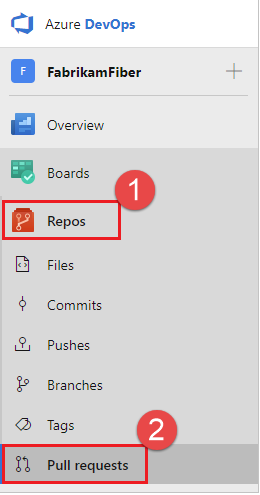 Azure DevOps
F FabrikamFiber
Overview
Boards
1
Repos
Files
Commits
Pushes
Branches
Tags
2
Pull requests